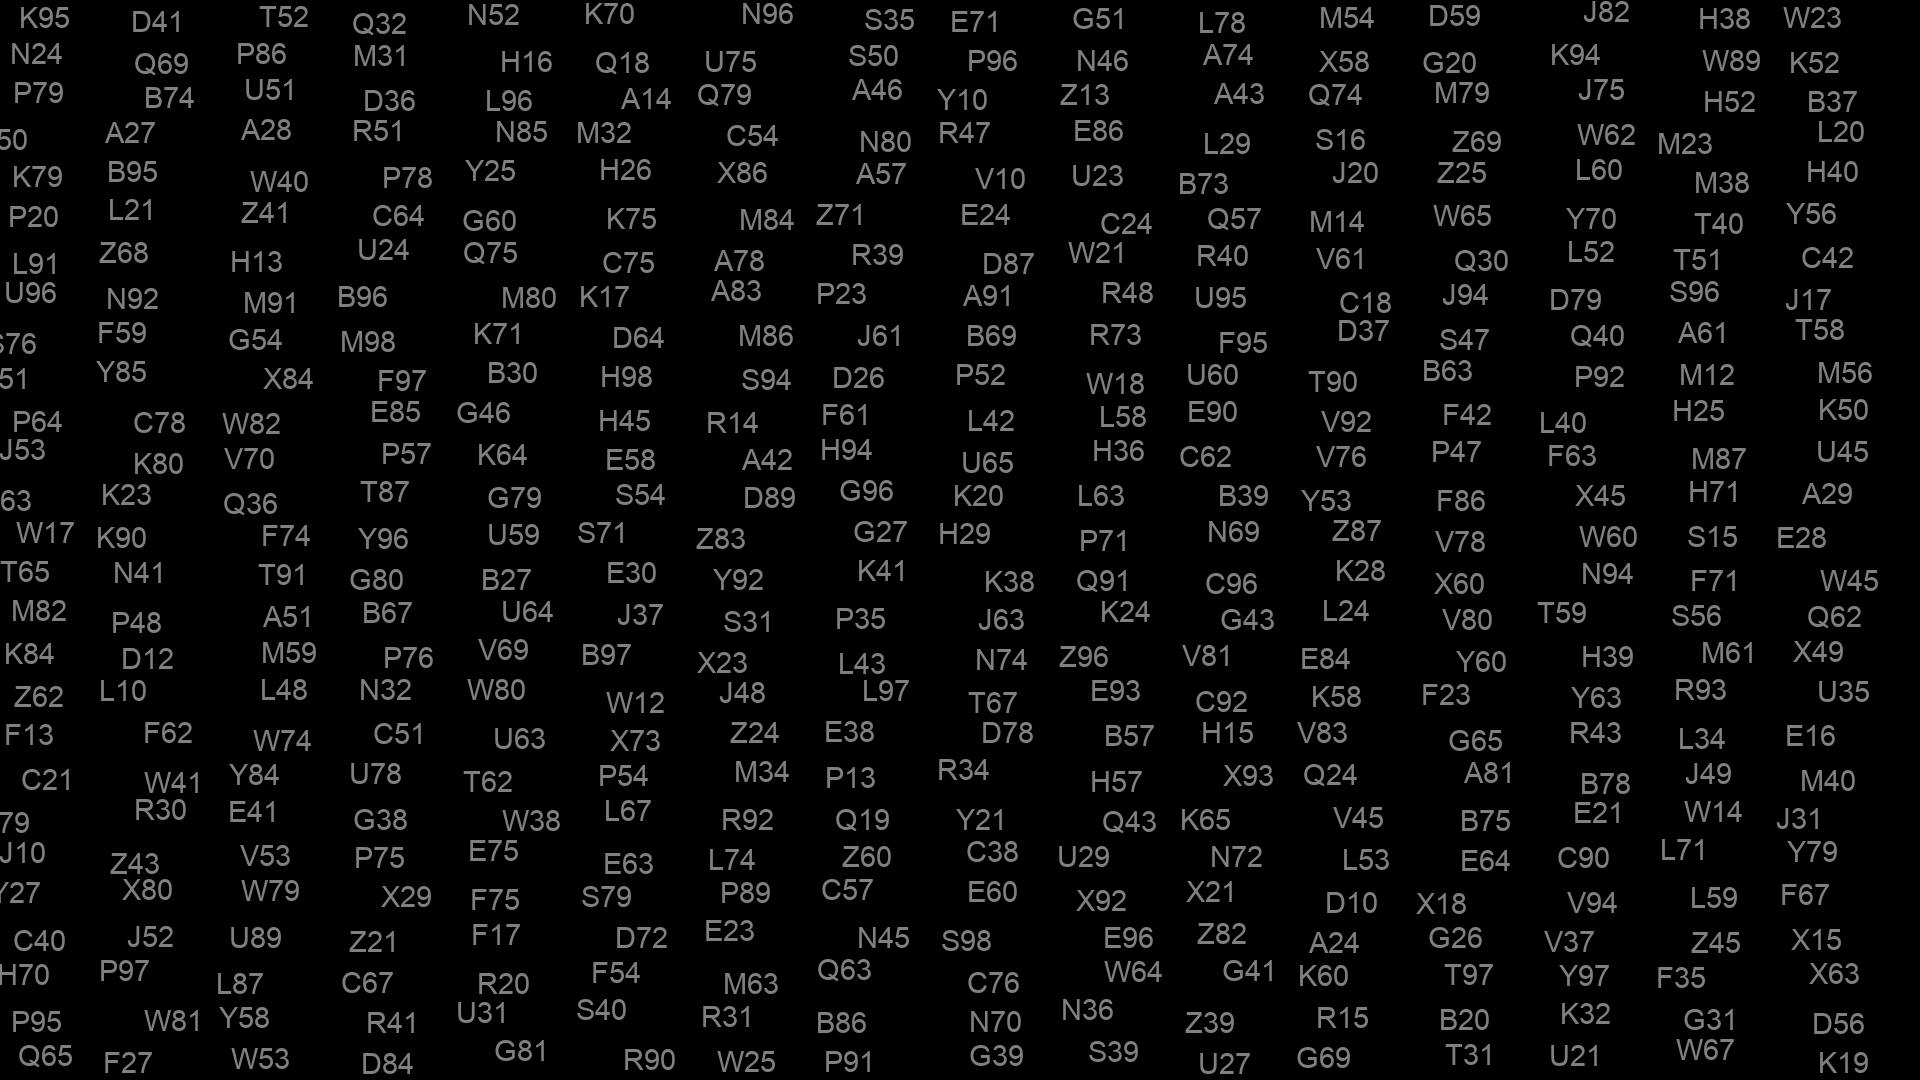 K95 D41 T52 Q32 N52 K70 N96 S35 E71 G51 L78 M54 D59 J82 H38 W23
N24 Q69 P86 M31 H16 Q18 U75 S50 P96 N46 A74 X58 G20 K94 W89 K52
P79 B74 U51 D36 L96 A14 Q79 A46 Y10 Z13 A43 Q74 M79 J75 H52 B37
50 A27 A28 R51 N85 M32 C54 N80 R47 E86 L29 S16 Z69 W62 M23 L20
K79 B95 W40 P78 Y25 H26 X86 A57 V10 U23 B73 J20 Z25 L60 M38 H40
P20 L21 Z41 C64 G60 K75 M84 Z71 E24 C24 Q57 M14 W65 Y70 T40 Y56
L91 Z68 H13 U24 Q75 C75 A78 R39 D87 W21 R40 V61 Q30 L52 T51 C42
U96 N92 M91 B96 M80 K17 A83 P23 A91 R48 U95 C18 J94 D79 S96 J17
S76 F59 G54 M98 K71 D64 M86 J61 B69 R73 F95 D37 S47 Q40 A61 T58
51 Y85 X84 F97 B30 H98 S94 D26 P52 W18 U60 T90 B63 P92 M12 M56
P64 C78 W82 E85 G46 H45 R14 F61 L42 L58 E90 V92 F42 L40 H25 K50
J53 K80 V70 P57 K64 E58 A42 H94 U65 H36 C62 V76 P47 F63 M87 U45
63 K23 Q36 T87 G79 S54 D89 G96 K20 L63 B39 Y53 F86 X45 H71 A29
W17 K90 F74 Y96 U59 S71 Z83 G27 H29 P71 N69 Z87 V78 W60 S15 E28
T65 N41 T91 G80 B27 E30 Y92 K41 K38 Q91 C96 K28 X60 N94 F71 W45
M82 P48 A51 B67 U64 J37 S31 P35 J63 K24 G43 L24 V80 T59 S56 Q62
K84 D12 M59 P76 V69 B97 X23 L43 N74 Z96 V81 E84 Y60 H39 M61 X49
Z62 L10 L48 N32 W80 W12 J48 L97 T67 E93 C92 K58 F23 Y63 R93 U35
F13 F62 W74 C51 U63 X73 Z24 E38 D78 B57 H15 V83 G65 R43 L34 E16
C21 W41 Y84 U78 T62 P54 M34 P13 R34 H57 X93 Q24 A81 B78 J49 M40
79 R30 E41 G38 W38 L67 R92 Q19 Y21 Q43 K65 V45 B75 E21 W14 J31
J10 Z43 V53 P75 E75 E63 L74 Z60 C38 U29 N72 L53 E64 C90 L71 Y79
Y27 X80 W79 X29 F75 S79 P89 C57 E60 X92 X21 D10 X18 V94 L59 F67
C40 J52 U89 Z21 F17 D72 E23 N45 S98 E96 Z82 A24 G26 V37 Z45 X15
H70 P97 L87 C67 R20 F54 M63 Q63 C76 W64 G41 K60 T97 Y97 F35 X63
P95 W81 Y58 R41 U31 S40 R31 B86 N70 N36 Z39 R15 B20 K32 G31 D56
Q65 F27 W53 D84 G81 R90 W25 P91 G39 S39 U27 G69 T31 U21 W67 K19